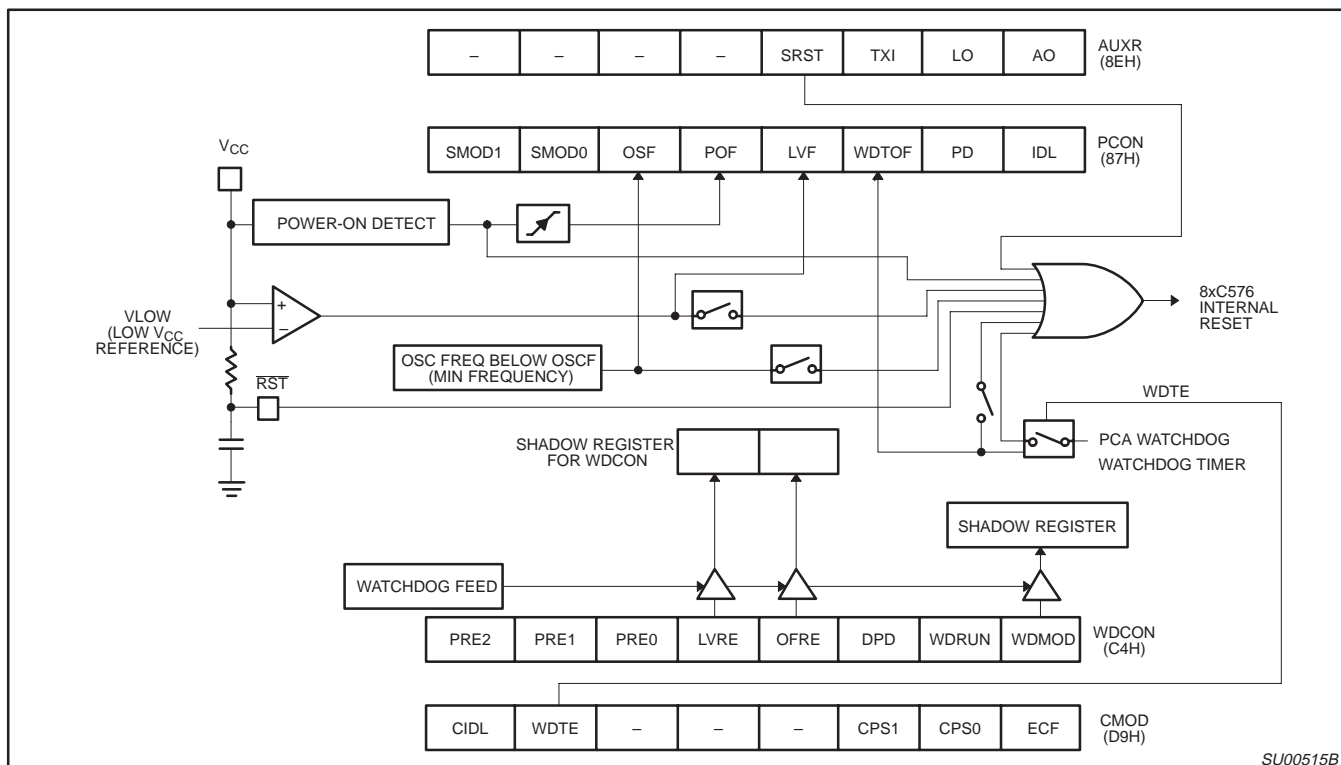 – – – – SRST TXI LO AO AUXR
(8EH)
VCC
SMOD1 SMOD0 OSF POF LVF WDTOF PD IDL PCON
(87H)
POWER-ON DETECT
+
–
VLOW
(LOW VCC
REFERENCE)
8xC576
INTERNAL
RESET
OSC FREQ BELOW OSCF
(MIN FREQUENCY)
RST
WDTE
SHADOW REGISTER
FOR WDCON
PCA WATCHDOG
WATCHDOG TIMER
SHADOW REGISTER
WATCHDOG FEED
PRE2 PRE1 PRE0 LVRE OFRE DPD WDRUN WDMOD WDCON
(C4H)
CIDL WDTE – – – CPS1 CPS0 ECF CMOD
(D9H)
SU00515B